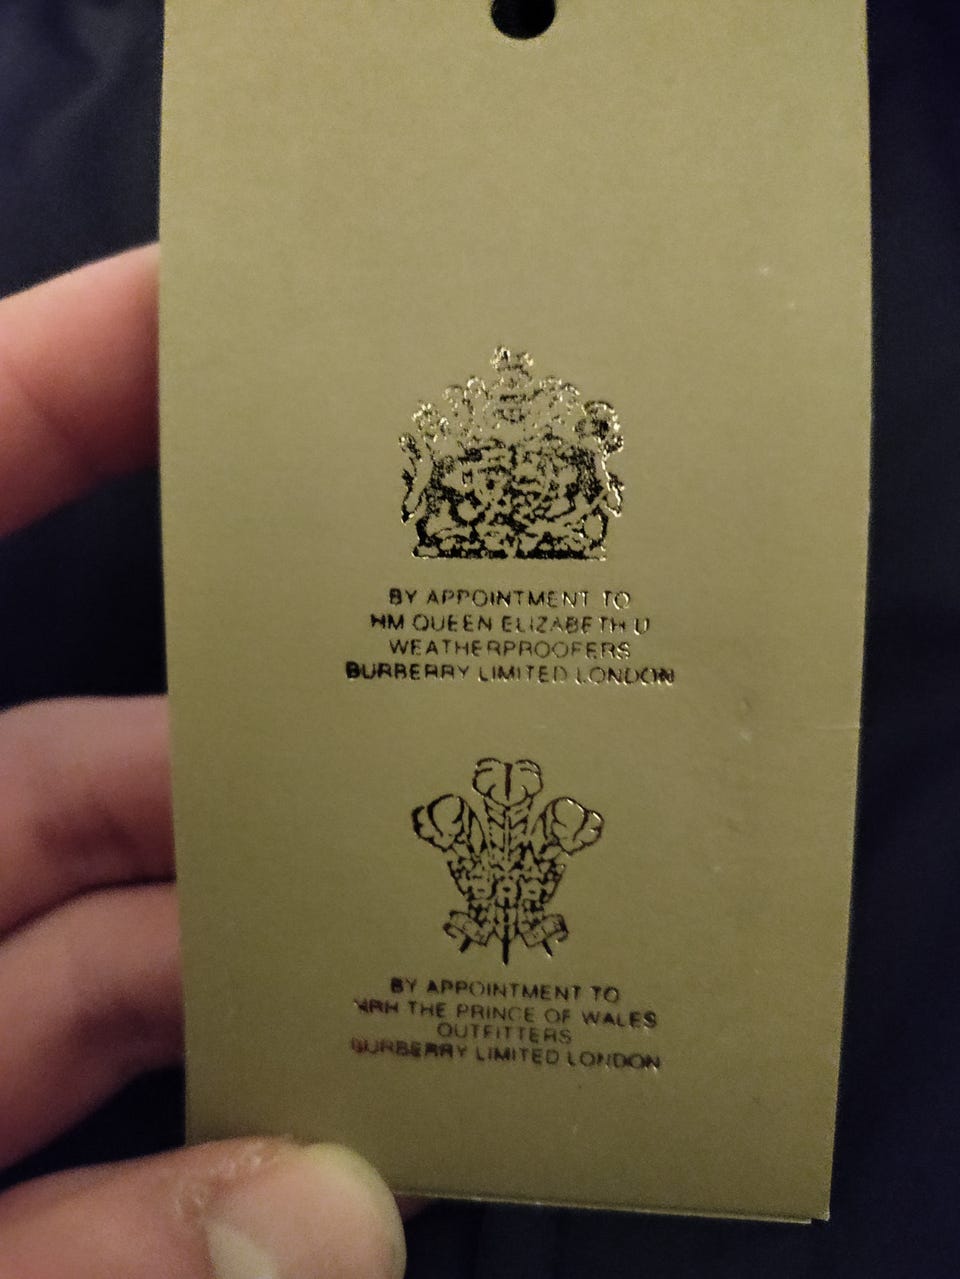 BY APPOINTMENT TO
HM QUEEN ELIZABETH II
WEATHERPROOFERS
BURBERRY LIMITED LONDON
BY APPOINTMENT TO
HRH THE PRINCE OF WALES
OUTFITTERS
BURBERRY LIMITED LONDON